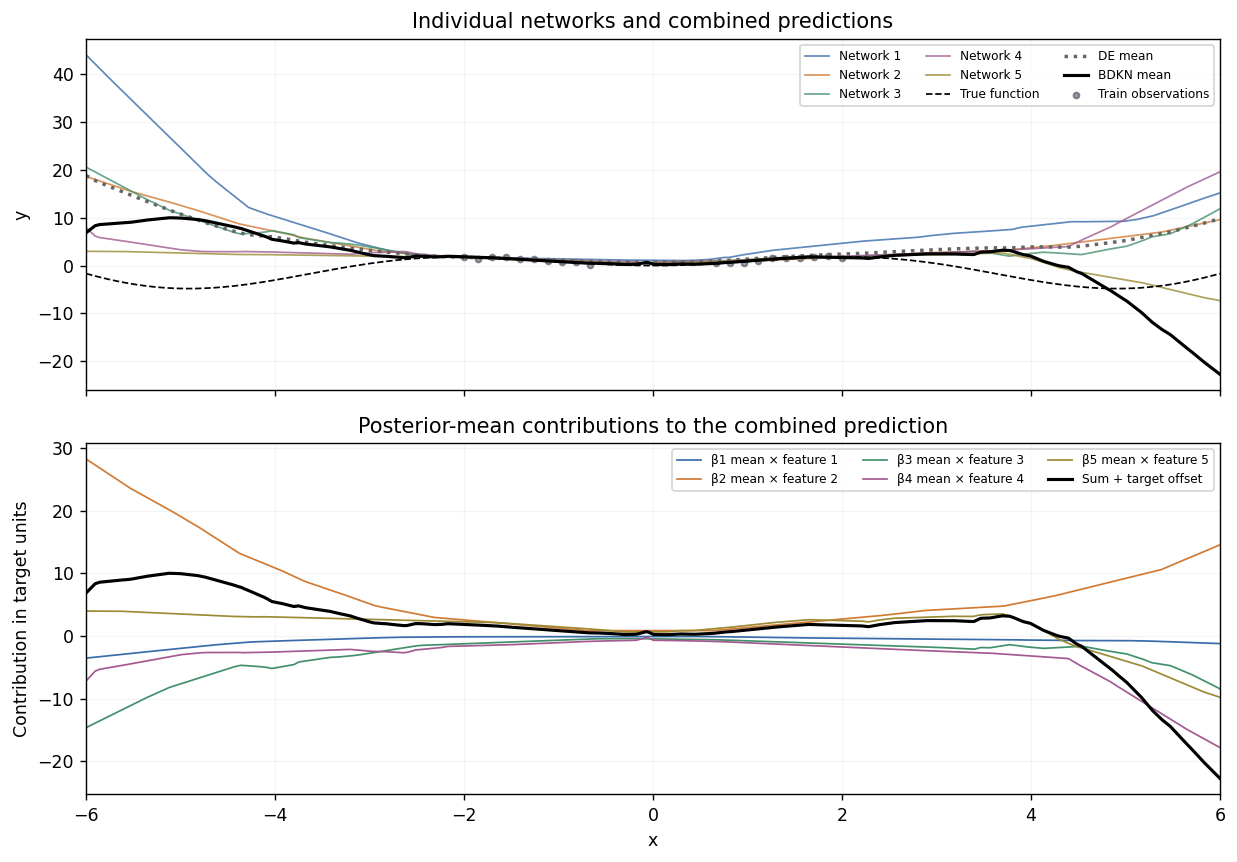 Individual networks and combined predictions
Network 1 Network 4 DE mean
Network 2 Network 5 BDKN mean
Network 3 True function Train observations
40
30
20
10
0
−10
−20
y
Posterior-mean contributions to the combined prediction
β1 mean × feature 1 β3 mean × feature 3 β5 mean × feature 5
β2 mean × feature 2 β4 mean × feature 4 Sum + target offset
30
20
10
0
−10
−20
Contribution in target units
−6 −4 −2 0 2 4 6
x